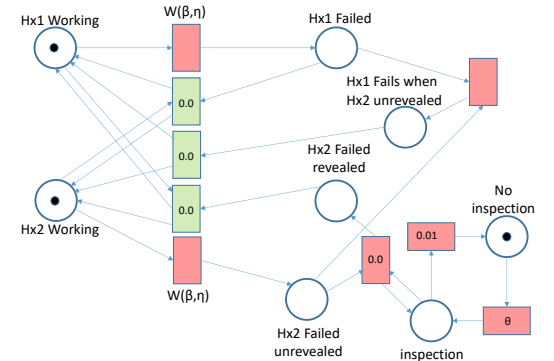 W(β,η)
Hx1 Working
Hx1 Failed
0.0
Hx1 Fails when
Hx2 unrevealed
0.0
Hx2 Failed
revealed
0.0
Hx2 Working
No
inspection
0.01
0.0
W(β,η)
θ
Hx2 Failed
unrevealed
inspection